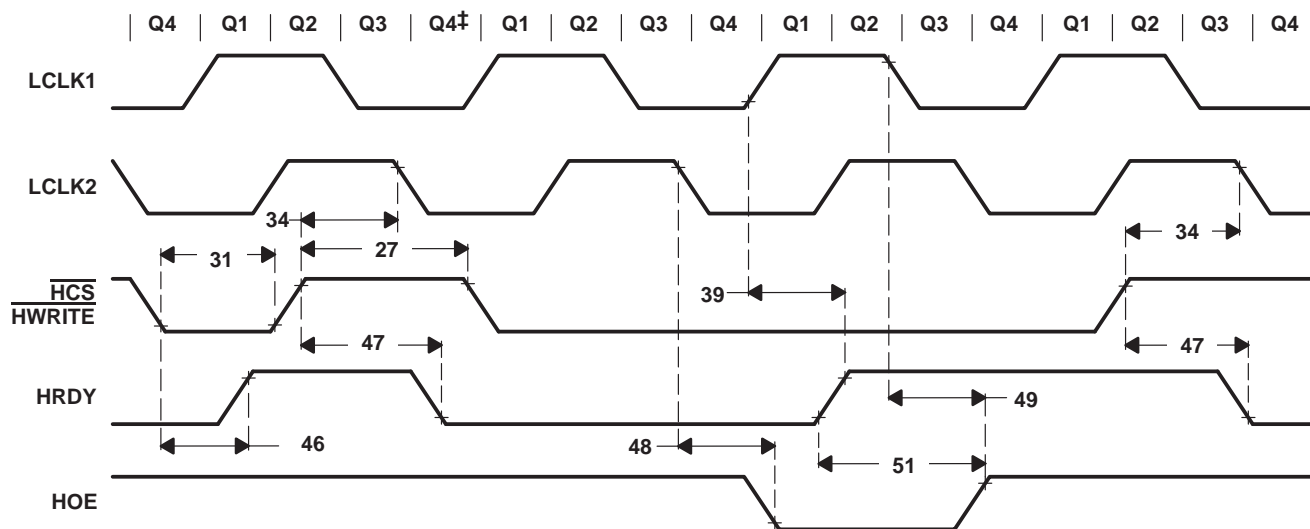 Q4 Q1 Q2 Q3 Q4‡ Q1 Q2 Q3 Q4 Q1 Q2 Q3 Q4 Q1 Q2 Q3 Q4
LCLK1
LCLK2
34
27
34
31
HCS
HWRITE
39
47
47
HRDY
49
46
48
51
HOE